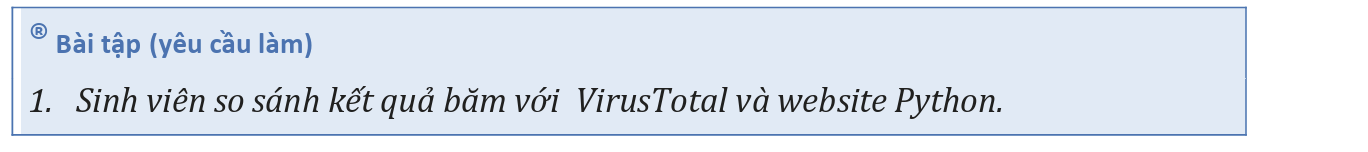 ® Bài tập (yêu cầu làm)
1. Sinh viên so sánh kết quả băm với VirusTotal và website Python.